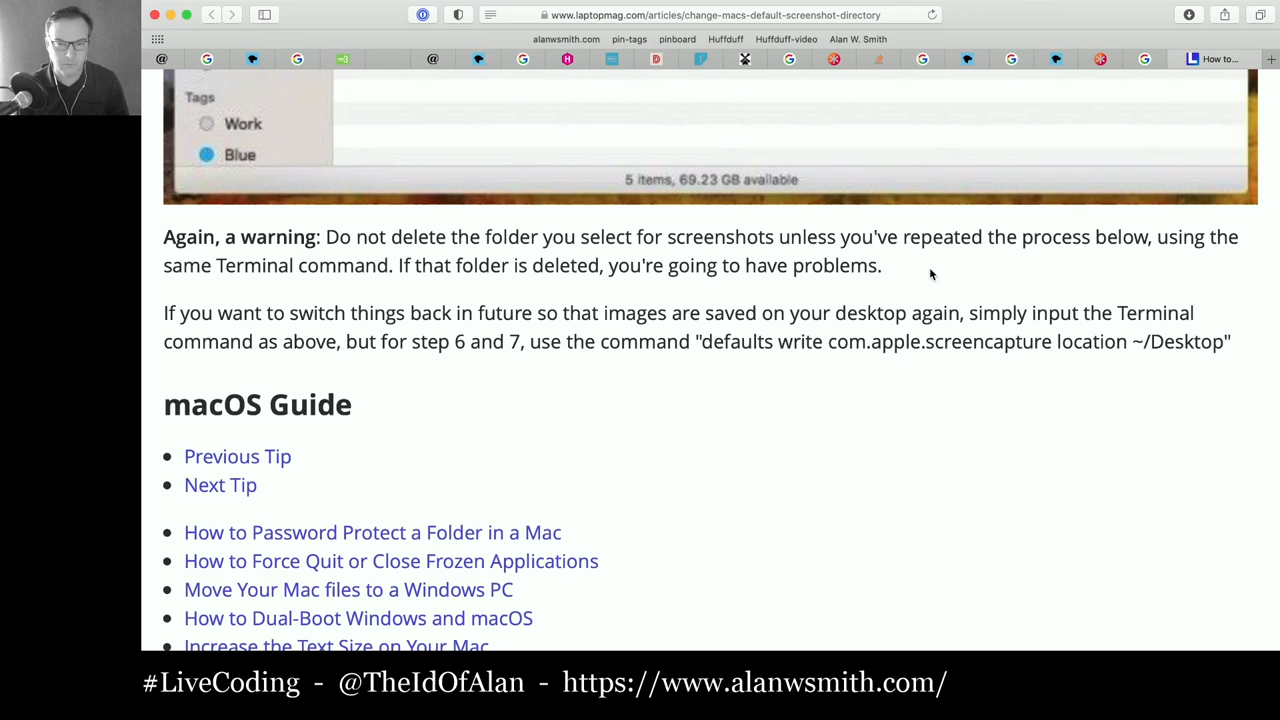 www.laptopmag.com/articles/change-macs-default-screenshot-directory
alanwsmith.com pin-tags pinboard Huffduff Huffduff-video Alan W. Smith
How to...
Tags
Work
Blue
5 items, 69.23 GB available
Again, a warning: Do not delete the folder you select for screenshots unless you've repeated the process below, using the
same Terminal command. If that folder is deleted, you're going to have problems.
If you want to switch things back in future so that images are saved on your desktop again, simply input the Terminal
command as above, but for step 6 and 7, use the command "defaults write com.apple.screencapture location ~/Desktop"
macOS Guide
Previous Tip
Next Tip
How to Password Protect a Folder in a Mac
How to Force Quit or Close Frozen Applications
Move Your Mac files to a Windows PC
How to Dual-Boot Windows and macOS
Increase the Text Size on Your Mac
#LiveCoding - @TheIdOfAlan - https://www.alanwsmith.com/